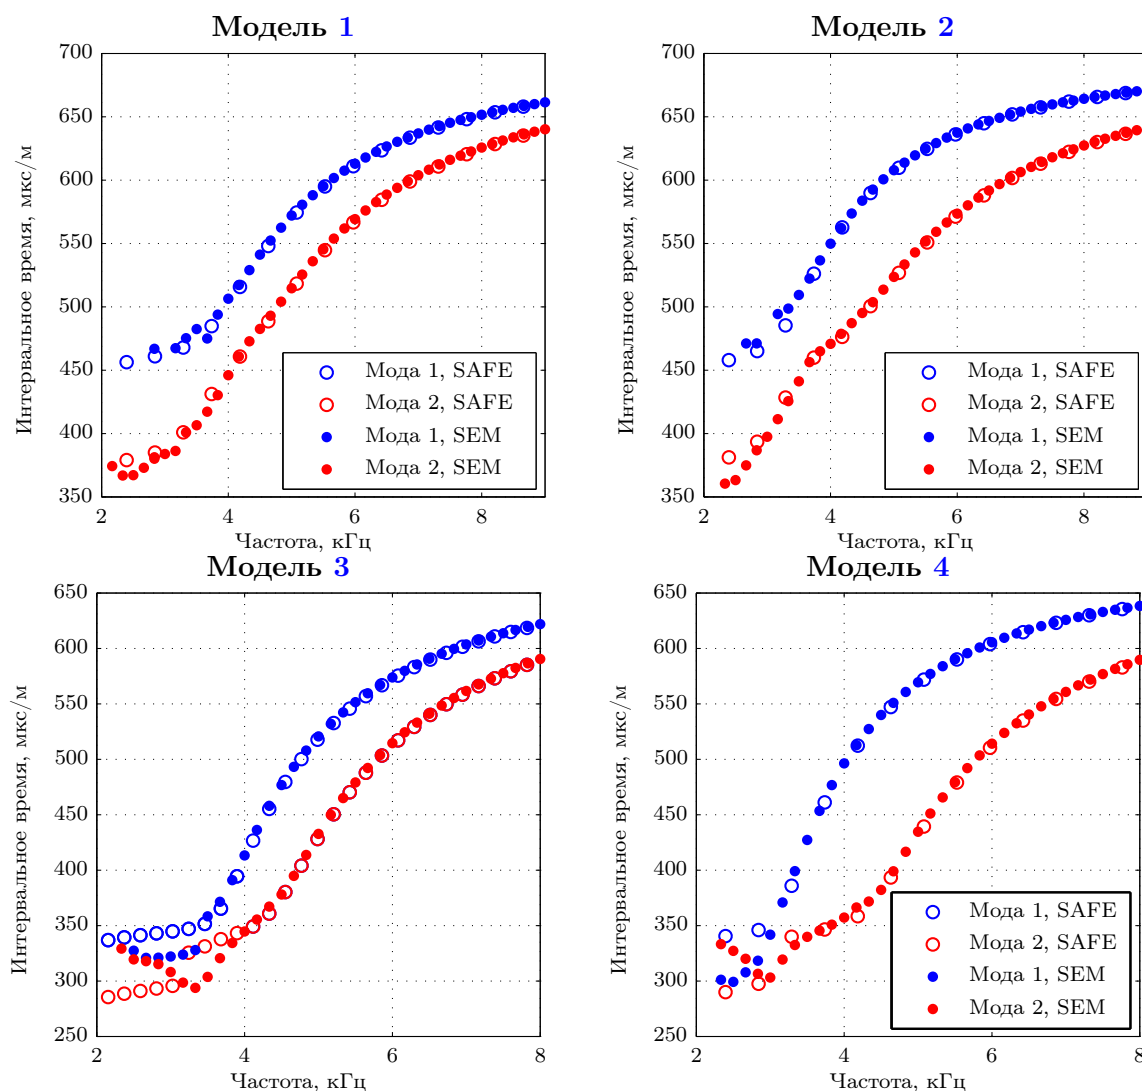 Модель 1
700
650
600
550
500
450
400
350
2
4
6
8
Интервальное время, мкс/м
Частота, кГц
Мода 1, SAFE
Мода 2, SAFE
Мода 1, SEM
Мода 2, SEM
Модель 2
700
650
600
550
500
450
400
350
2
4
6
8
Интервальное время, мкс/м
Частота, кГц
Мода 1, SAFE
Мода 2, SAFE
Мода 1, SEM
Мода 2, SEM
Модель 3
650
600
550
500
450
400
350
300
250
2
4
6
8
Интервальное время, мкс/м
Частота, кГц
Модель 4
650
600
550
500
450
400
350
300
250
2
4
6
8
Интервальное время, мкс/м
Частота, кГц
Мода 1, SAFE
Мода 2, SAFE
Мода 1, SEM
Мода 2, SEM